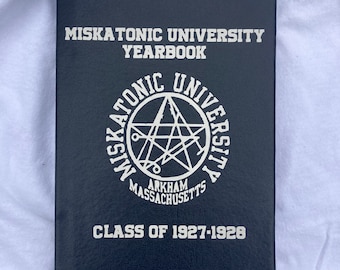 MISKATONIC UNIVERSITY
YEARBOOK
MISKATONIC UNIVERSITY
ARKHAM
MASSACHUSETTS
CLASS OF 1927-1928